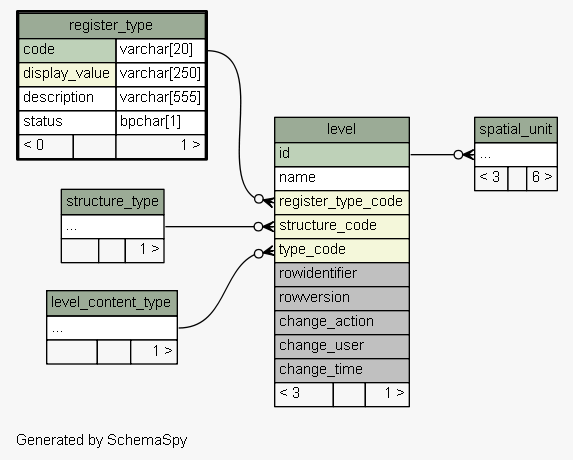 register_type
code varchar[20]
display_value varchar[250]
description varchar[555]
status bpchar[1]
< 0 1 >
structure_type
...
1 >
level_content_type
...
1 >
level
id
name
register_type_code
structure_code
type_code
rowidentifier
rowversion
change_action
change_user
change_time
< 3 1 >
spatial_unit
...
< 3 6 >
Generated by SchemaSpy